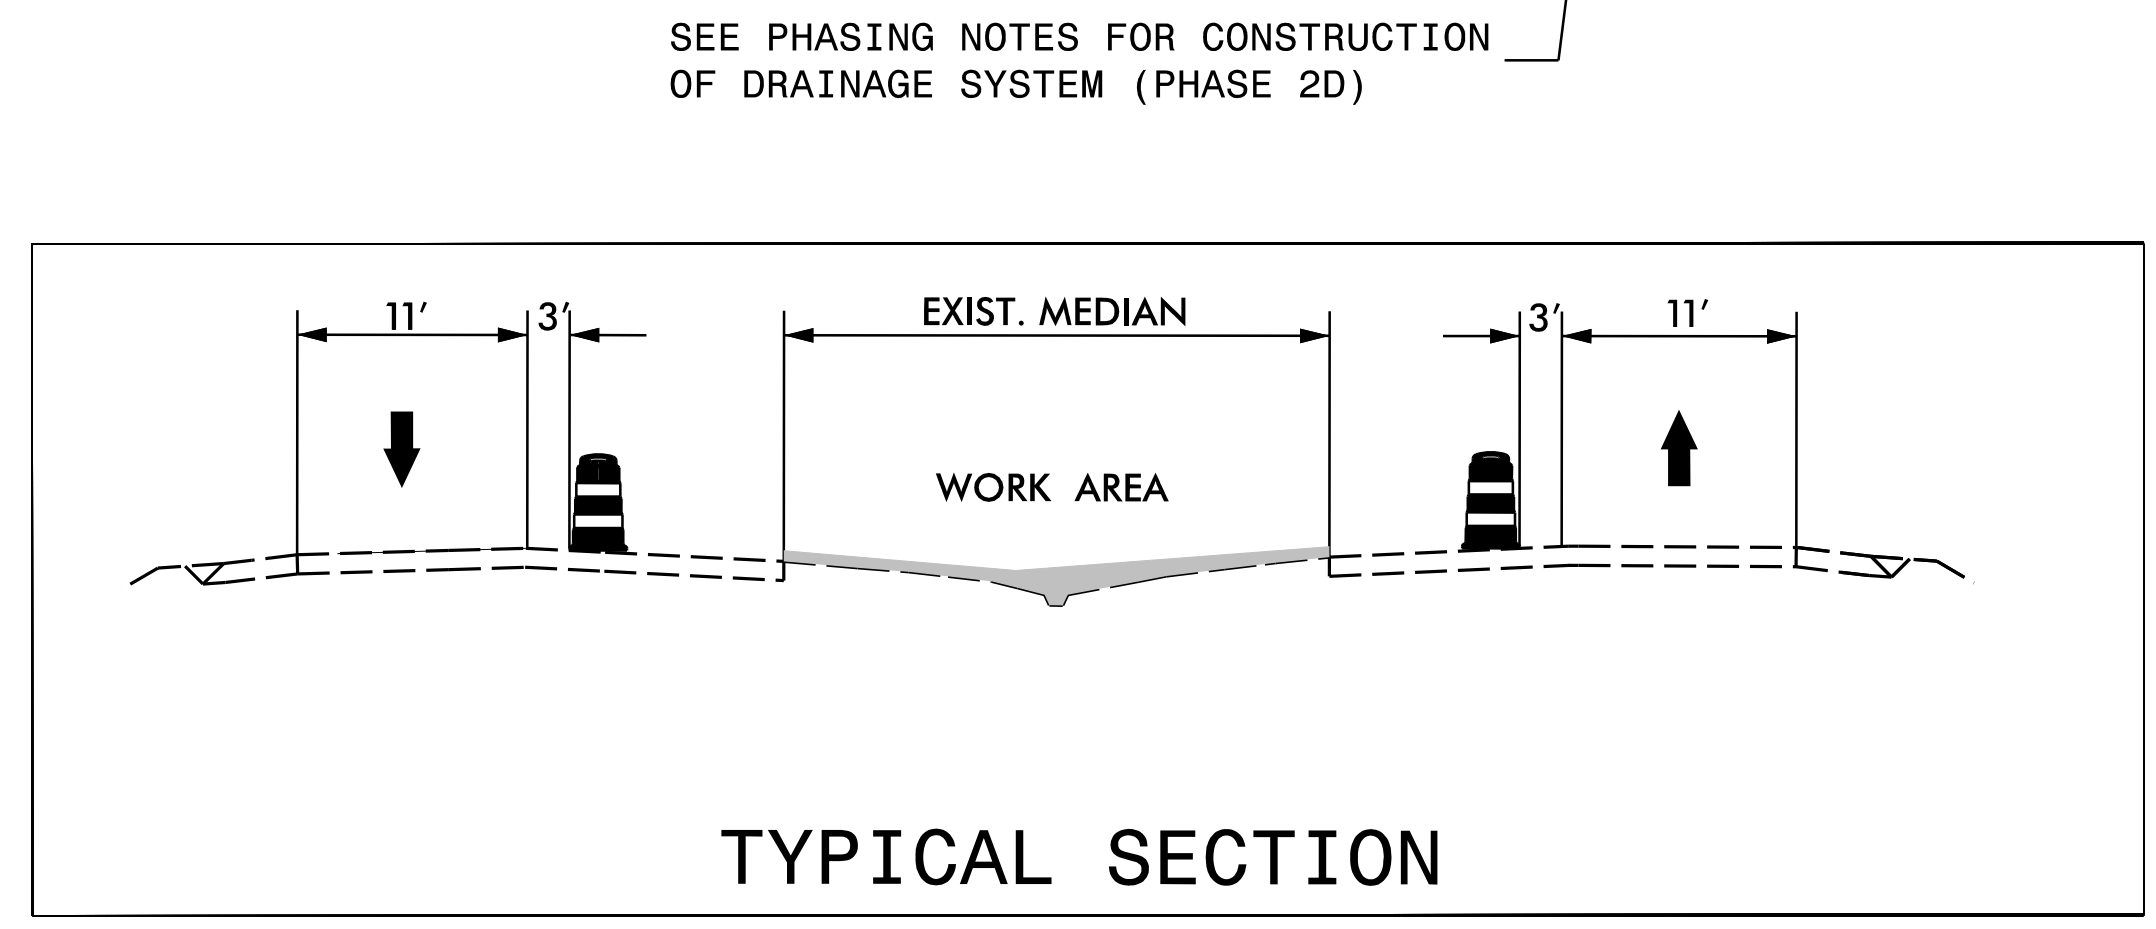 SEE PHASING NOTES FOR CONSTRUCTION
OF DRAINAGE SYSTEM (PHASE 2D)
11' 3' EXIST. MEDIAN 3' 11'
WORK AREA
TYPICAL SECTION